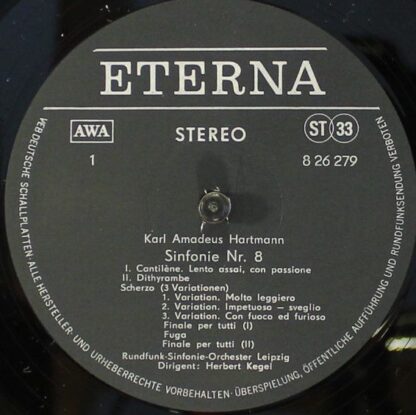 ETERNA
AWA
STEREO
ST 33
1
8 26 279
Karl Amadeus Hartmann
Sinfonie Nr. 8
I. Cantilène. Lento assai, con passione
II. Dithyrambe
Scherzo (3 Variationen)
1. Variation. Molto leggiero
2. Variation. Impetuoso – sveglio
3. Variation. Con fuoco ed furioso
Finale per tutti (I)
Fuga
Finale per tutti (II)
Rundfunk-Sinfonie-Orchester Leipzig
Dirigent: Herbert Kegel
VEB DEUTSCHE SCHALLPLATTEN · ALLE HERSTELLER- UND URHEBERRECHTE VORBEHALTEN · ÜBERSPIELUNG, ÖFFENTLICHE AUFFÜHRUNG UND RUNDFUNKSENDUNG VERBOTEN